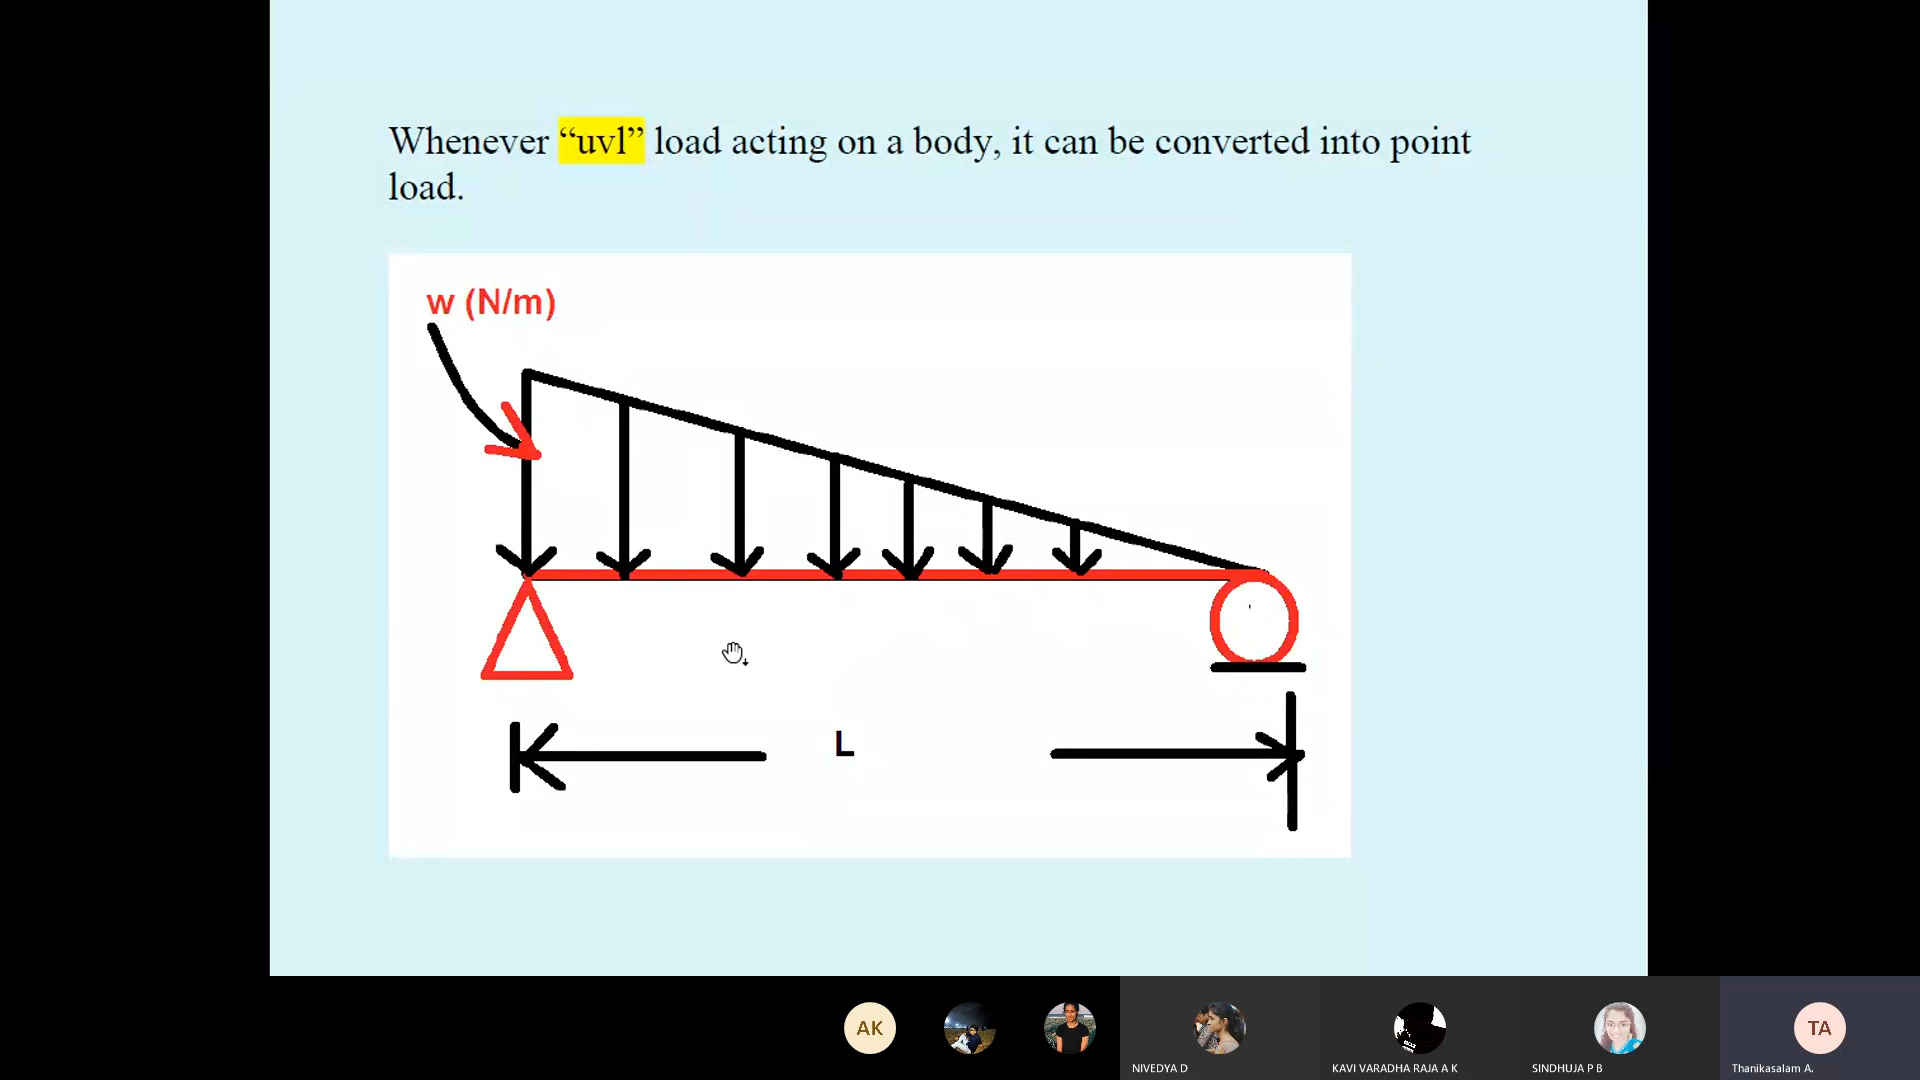 Whenever “uvl” load acting on a body, it can be converted into point
load.
w (N/m)
L
AK
TA
NIVEDYA D
KAVI VARADHA RAJA A K
SINDHUJA P B
Thanikasalam A.